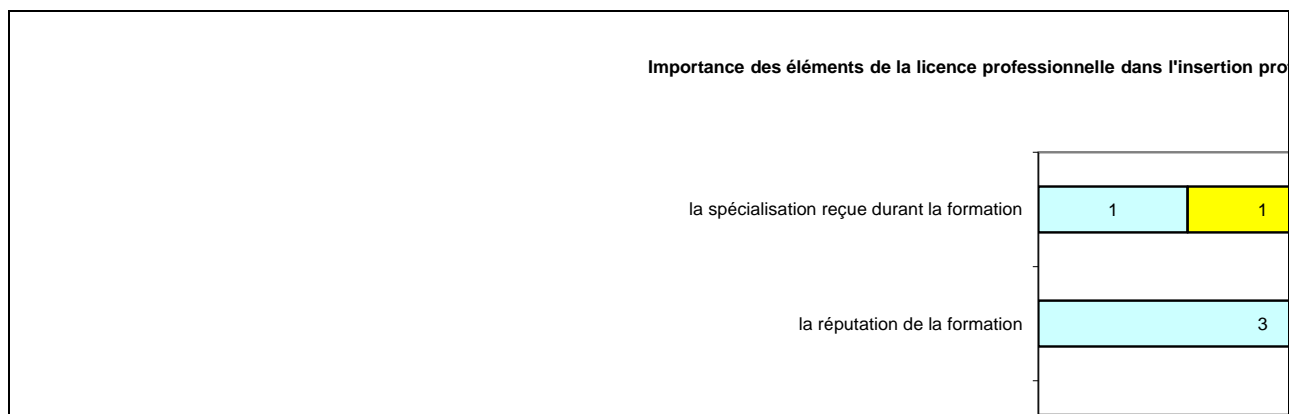 Importance des éléments de la licence professionnelle dans l'insertion pro
la spécialisation reçue durant la formation 1 1
la réputation de la formation 3